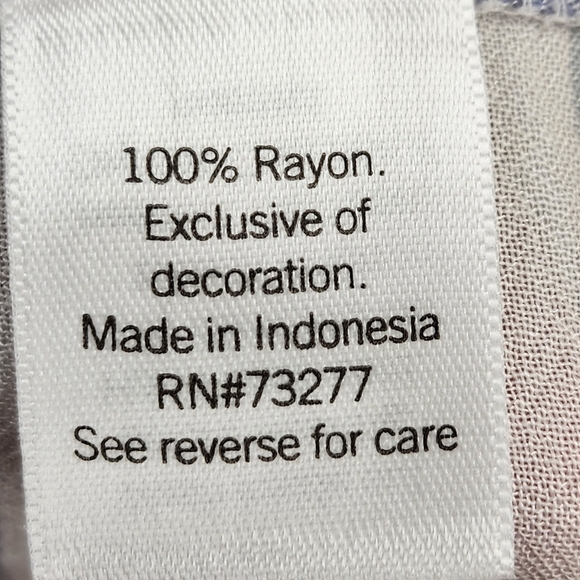 100% Rayon.
Exclusive of
decoration.
Made in Indonesia
RN#73277
See reverse for care